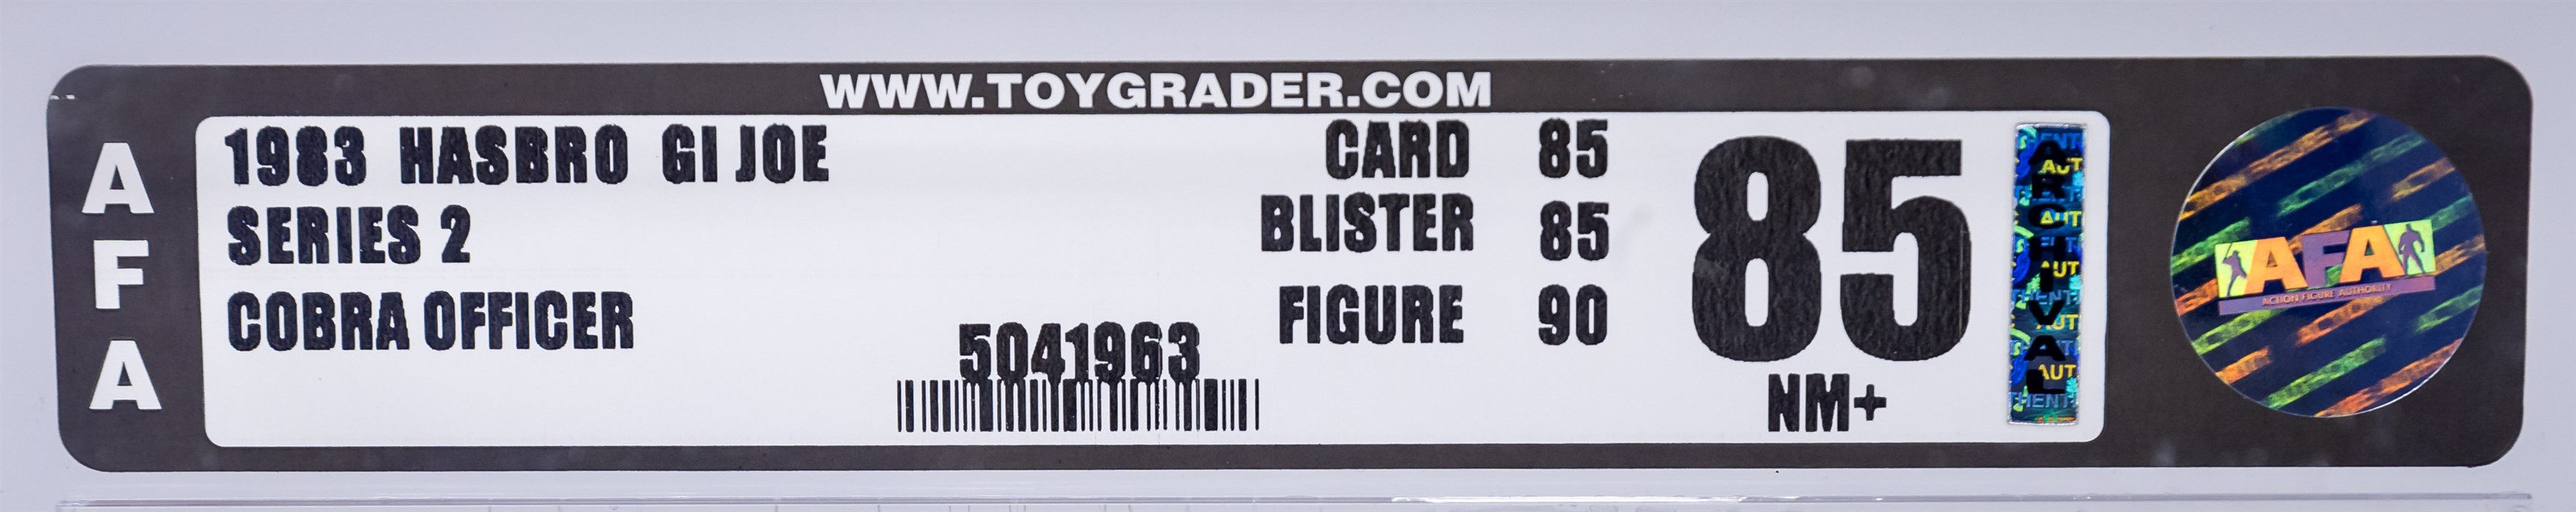 WWW.TOYGRADER.COM
AFA
1983 HASBRO GI JOE
SERIES 2
COBRA OFFICER
5041963
CARD 85
BLISTER 85
FIGURE 90
85
NM+
ARCHIVAL
AFA
ACTION FIGURE AUTHORITY